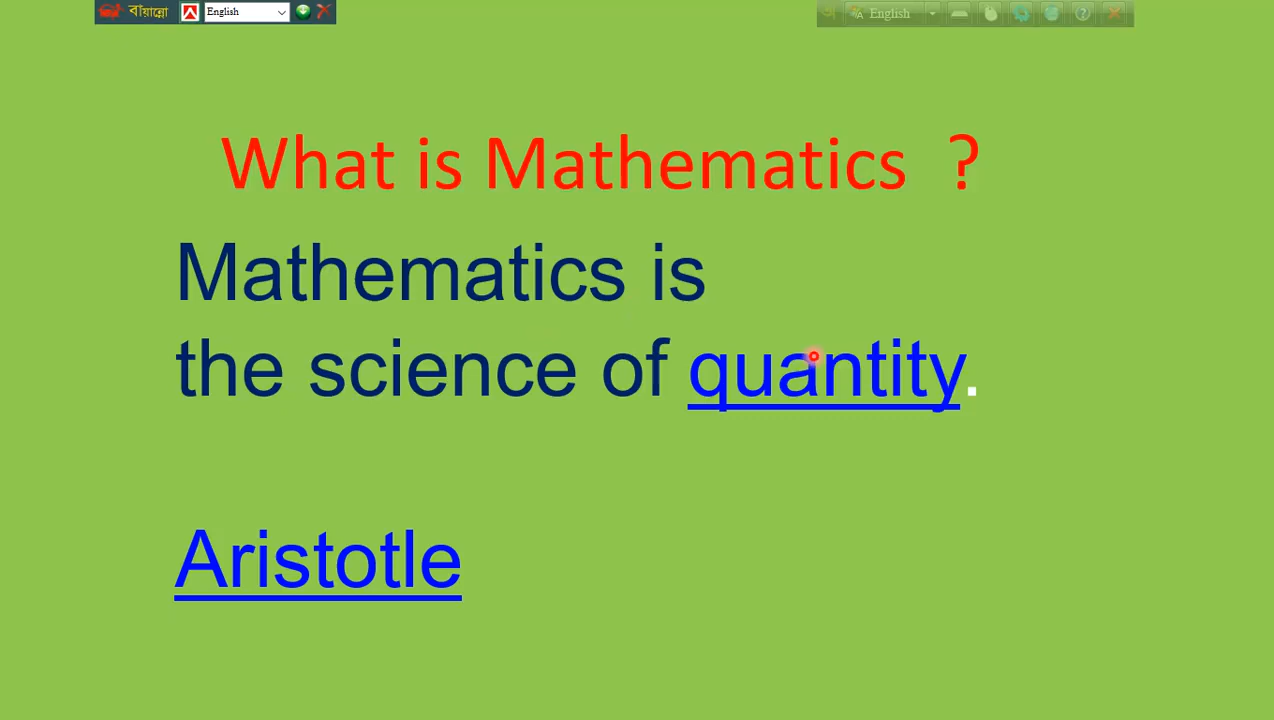 বাঁয়ান্নো English English
What is Mathematics ?
Mathematics is
the science of quantity.
Aristotle